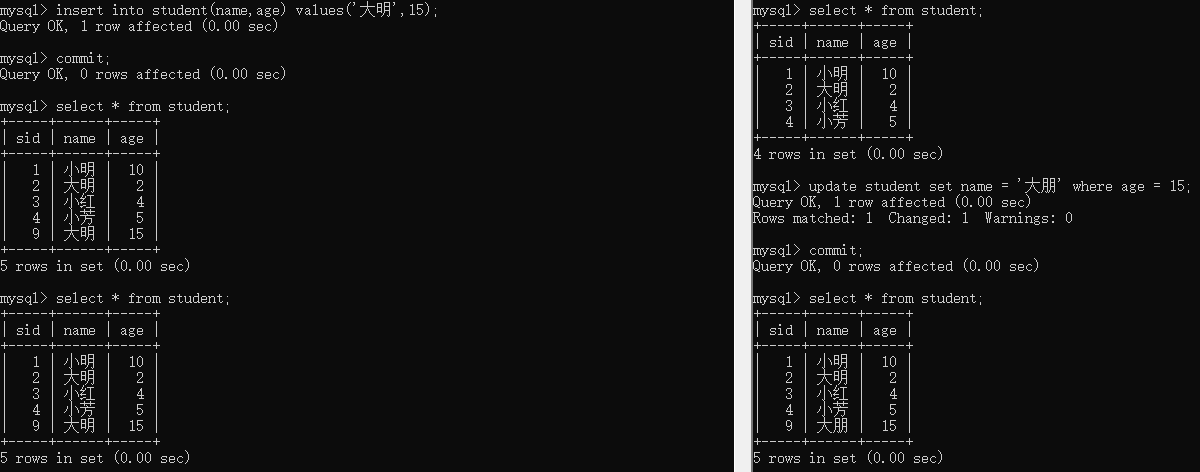 mysql> insert into student(name,age) values('大明',15);
Query OK, 1 row affected (0.00 sec)
mysql> commit;
Query OK, 0 rows affected (0.00 sec)
mysql> select * from student;
+-----+------+-----+
| sid | name | age |
+-----+------+-----+
| 1 | 小明 | 10 |
| 2 | 大明 | 2 |
| 3 | 小红 | 4 |
| 4 | 小芳 | 5 |
| 9 | 大明 | 15 |
+-----+------+-----+
5 rows in set (0.00 sec)
mysql> select * from student;
+-----+------+-----+
| sid | name | age |
+-----+------+-----+
| 1 | 小明 | 10 |
| 2 | 大明 | 2 |
| 3 | 小红 | 4 |
| 4 | 小芳 | 5 |
| 9 | 大明 | 15 |
+-----+------+-----+
5 rows in set (0.00 sec)
mysql> select * from student;
+-----+------+-----+
| sid | name | age |
+-----+------+-----+
| 1 | 小明 | 10 |
| 2 | 大明 | 2 |
| 3 | 小红 | 4 |
| 4 | 小芳 | 5 |
+-----+------+-----+
4 rows in set (0.00 sec)
mysql> update student set name = '大朋' where age = 15;
Query OK, 1 row affected (0.00 sec)
Rows matched: 1  Changed: 1  Warnings: 0
mysql> commit;
Query OK, 0 rows affected (0.00 sec)
mysql> select * from student;
+-----+------+-----+
| sid | name | age |
+-----+------+-----+
| 1 | 小明 | 10 |
| 2 | 大明 | 2 |
| 3 | 小红 | 4 |
| 4 | 小芳 | 5 |
| 9 | 大朋 | 15 |
+-----+------+-----+
5 rows in set (0.00 sec)